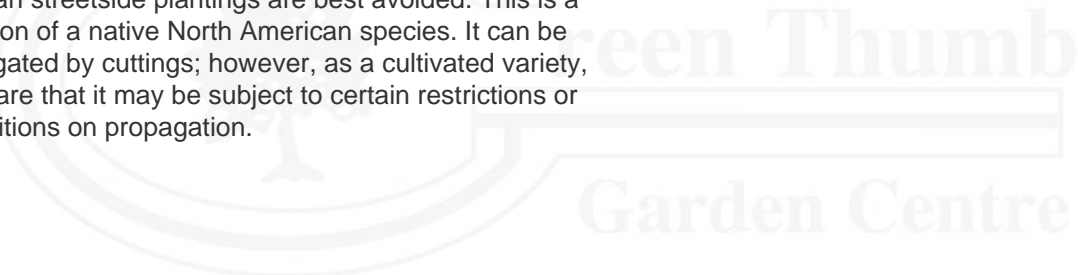 an streetside plantings are best avoided. This is a
on of a native North American species. It can be
gated by cuttings; however, as a cultivated variety,
are that it may be subject to certain restrictions or
itions on propagation.
reen Thumb
Garden Centre